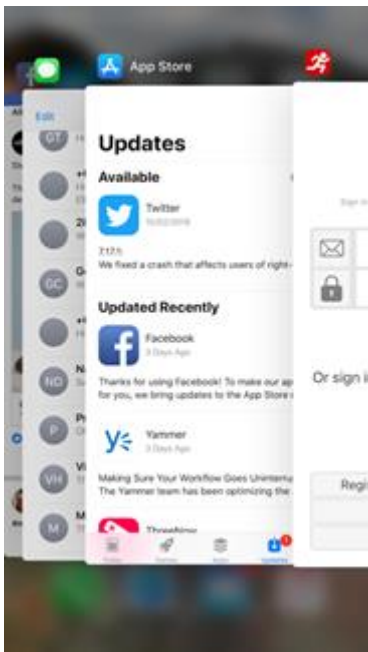 App Store
Edit
Updates
Available
Twitter
We fixed a crash that affects users of right-
Updated Recently
Facebook
3 Days Ago
Thanks for using Facebook! To make our ap
for you, we bring updates to the App Store
Yammer
3 Days Ago
Making Sure Your Workflow Goes Uninterru
The Yammer team has been optimizing the
ThreeNow
Updates
1
GT
GC
ND
P
VH
M
Sign in
Or sign i
Regi